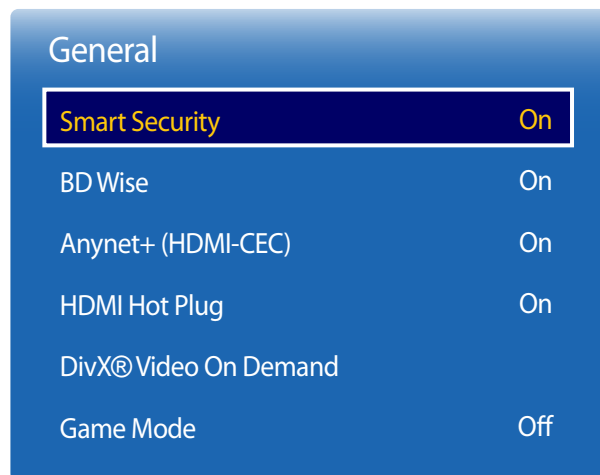 General
Smart Security On
BD Wise On
Anynet+ (HDMI-CEC) On
HDMI Hot Plug On
DivX® Video On Demand
Game Mode Off